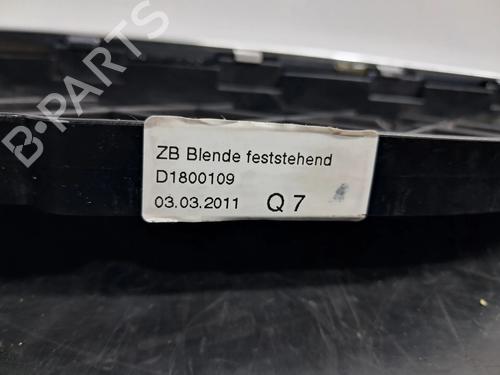 B-PARTS
ZB Blende feststehend
D1800109
03.03.2011 Q 7